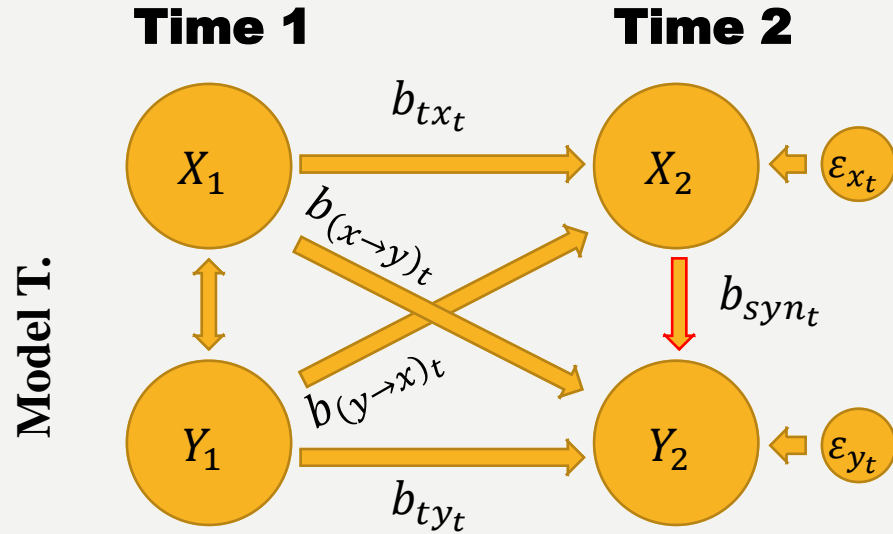 Time 1
Time 2
Model T.
b_{tx_t}
X_1
X_2
ε_{x_t}
b_{(x→y)_t}
b_{syn_t}
b_{(y→x)_t}
Y_1
Y_2
ε_{y_t}
b_{ty_t}